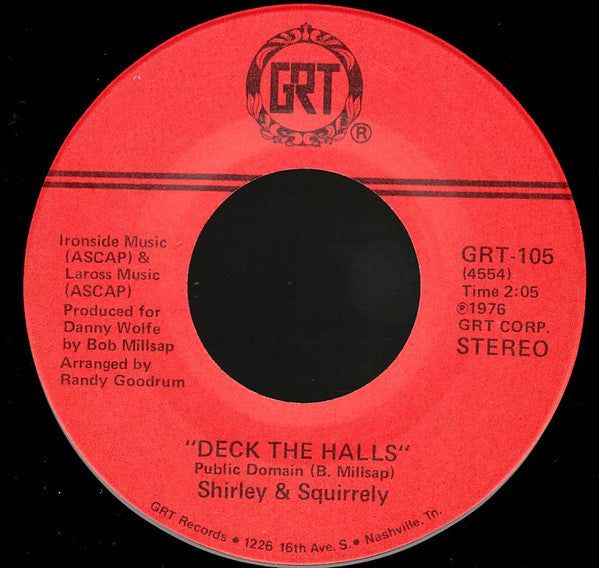 GRT
®
Ironside Music
(ASCAP) &
Laross Music
(ASCAP)
Produced for
Danny Wolfe
by Bob Millsap
Arranged by
Randy Goodrum
GRT-105
(4554)
Time 2:05
℗1976
GRT CORP.
STEREO
"DECK THE HALLS"
Public Domain (B. Millsap)
Shirley & Squirrely
GRT Records • 1226 16th Ave. S. • Nashville, Tn.